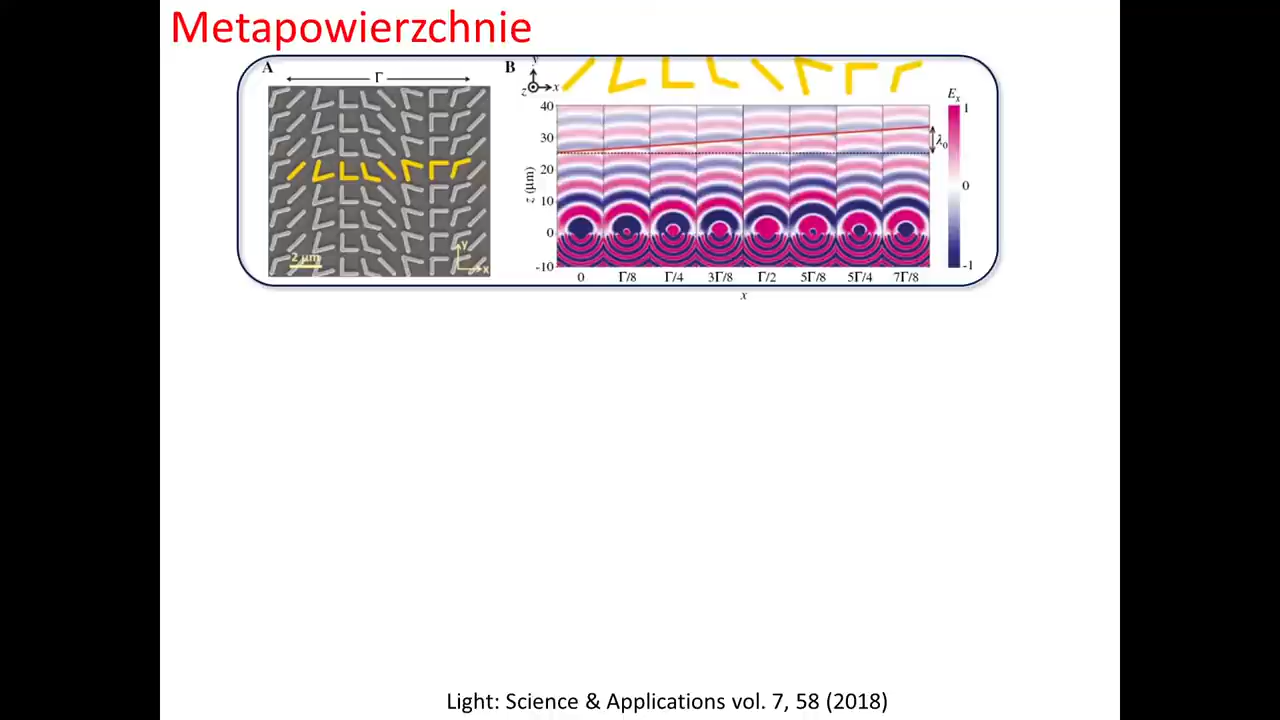 Metapowierzchnie
A
Γ
2 μm
y
x
B
y
z
x
40
30
20
10
0
-10
z (μm)
0 Γ/8 Γ/4 3Γ/8 Γ/2 5Γ/8 5Γ/4 7Γ/8
x
Eₓ
1
0
-1
λ₀
Light: Science & Applications vol. 7, 58 (2018)